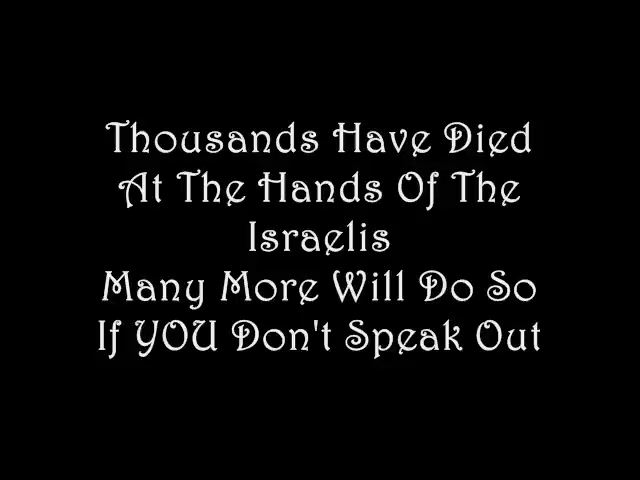 Thousands Have Died
At The Hands Of The
Israelis
Many More Will Do So
If YOU Don't Speak Out